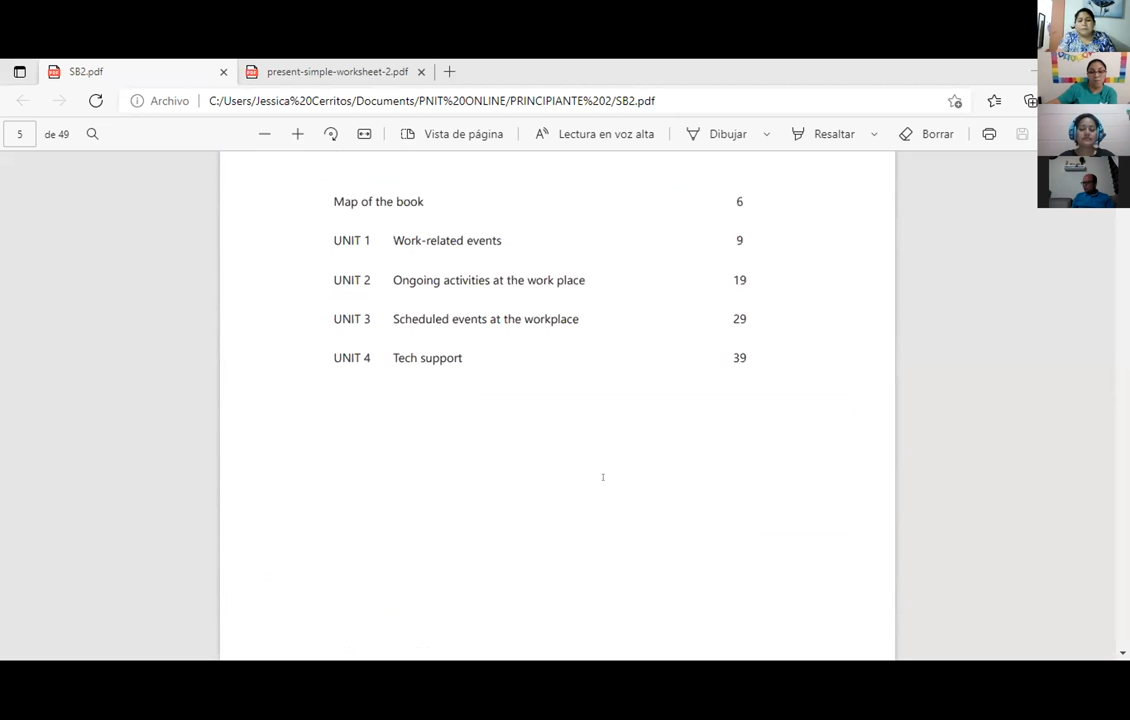 SB2.pdf
present-simple-worksheet-2.pdf
Archivo C:/Users/Jessica%20Cerritos/Documents/PNIT%20ONLINE/PRINCIPIANTE%202/SB2.pdf
5 de 49 Vista de página Lectura en voz alta Dibujar Resaltar Borrar
Map of the book 6
UNIT 1 Work-related events 9
UNIT 2 Ongoing activities at the work place 19
UNIT 3 Scheduled events at the workplace 29
UNIT 4 Tech support 39